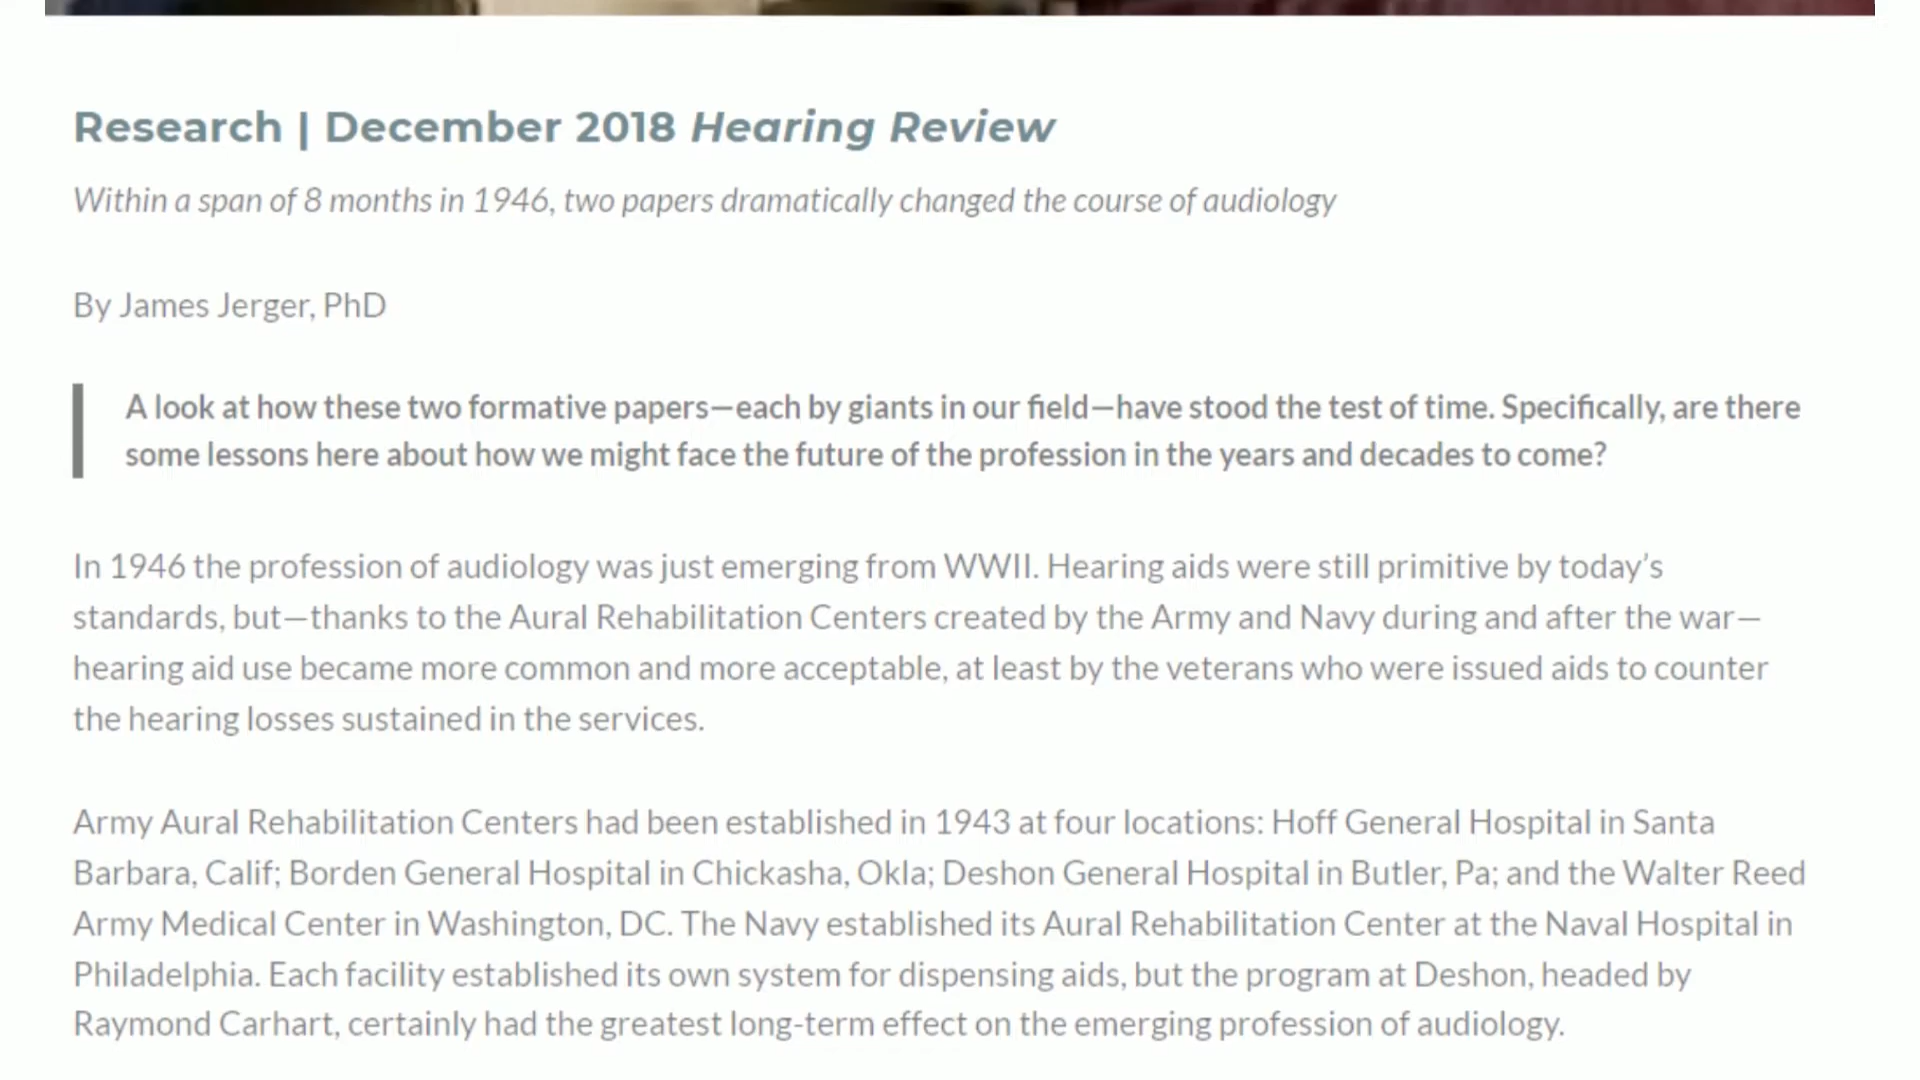 Research | December 2018 Hearing Review
Within a span of 8 months in 1946, two papers dramatically changed the course of audiology
By James Jerger, PhD
A look at how these two formative papers—each by giants in our field—have stood the test of time. Specifically, are there
some lessons here about how we might face the future of the profession in the years and decades to come?
In 1946 the profession of audiology was just emerging from WWII. Hearing aids were still primitive by today’s
standards, but—thanks to the Aural Rehabilitation Centers created by the Army and Navy during and after the war—
hearing aid use became more common and more acceptable, at least by the veterans who were issued aids to counter
the hearing losses sustained in the services.
Army Aural Rehabilitation Centers had been established in 1943 at four locations: Hoff General Hospital in Santa
Barbara, Calif; Borden General Hospital in Chickasha, Okla; Deshon General Hospital in Butler, Pa; and the Walter Reed
Army Medical Center in Washington, DC. The Navy established its Aural Rehabilitation Center at the Naval Hospital in
Philadelphia. Each facility established its own system for dispensing aids, but the program at Deshon, headed by
Raymond Carhart, certainly had the greatest long-term effect on the emerging profession of audiology.